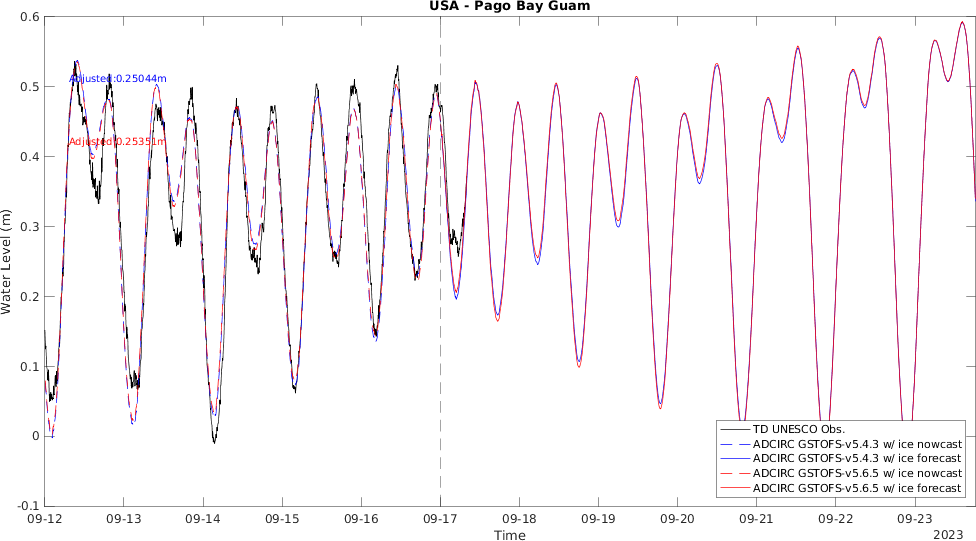 USA - Pago Bay Guam
0.6
0.5
0.4
0.3
0.2
0.1
0
-0.1
Water Level (m)
Adjusted:0.25044m
Adjusted:0.25351m
TD UNESCO Obs.
ADCIRC GSTOFS-v5.4.3 w/ ice nowcast
ADCIRC GSTOFS-v5.4.3 w/ ice forecast
ADCIRC GSTOFS-v5.6.5 w/ ice nowcast
ADCIRC GSTOFS-v5.6.5 w/ ice forecast
09-12 09-13 09-14 09-15 09-16 09-17 09-18 09-19 09-20 09-21 09-22 09-23
Time
2023